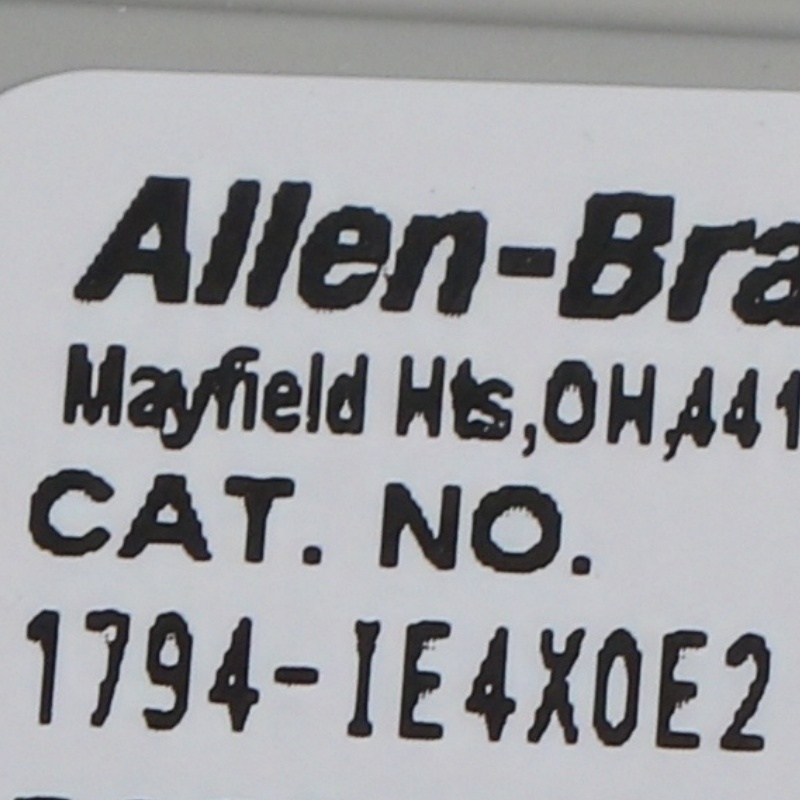 Allen-Bra
Mayfield Hts,OH,441
CAT. NO.
1794-IE4XOE2